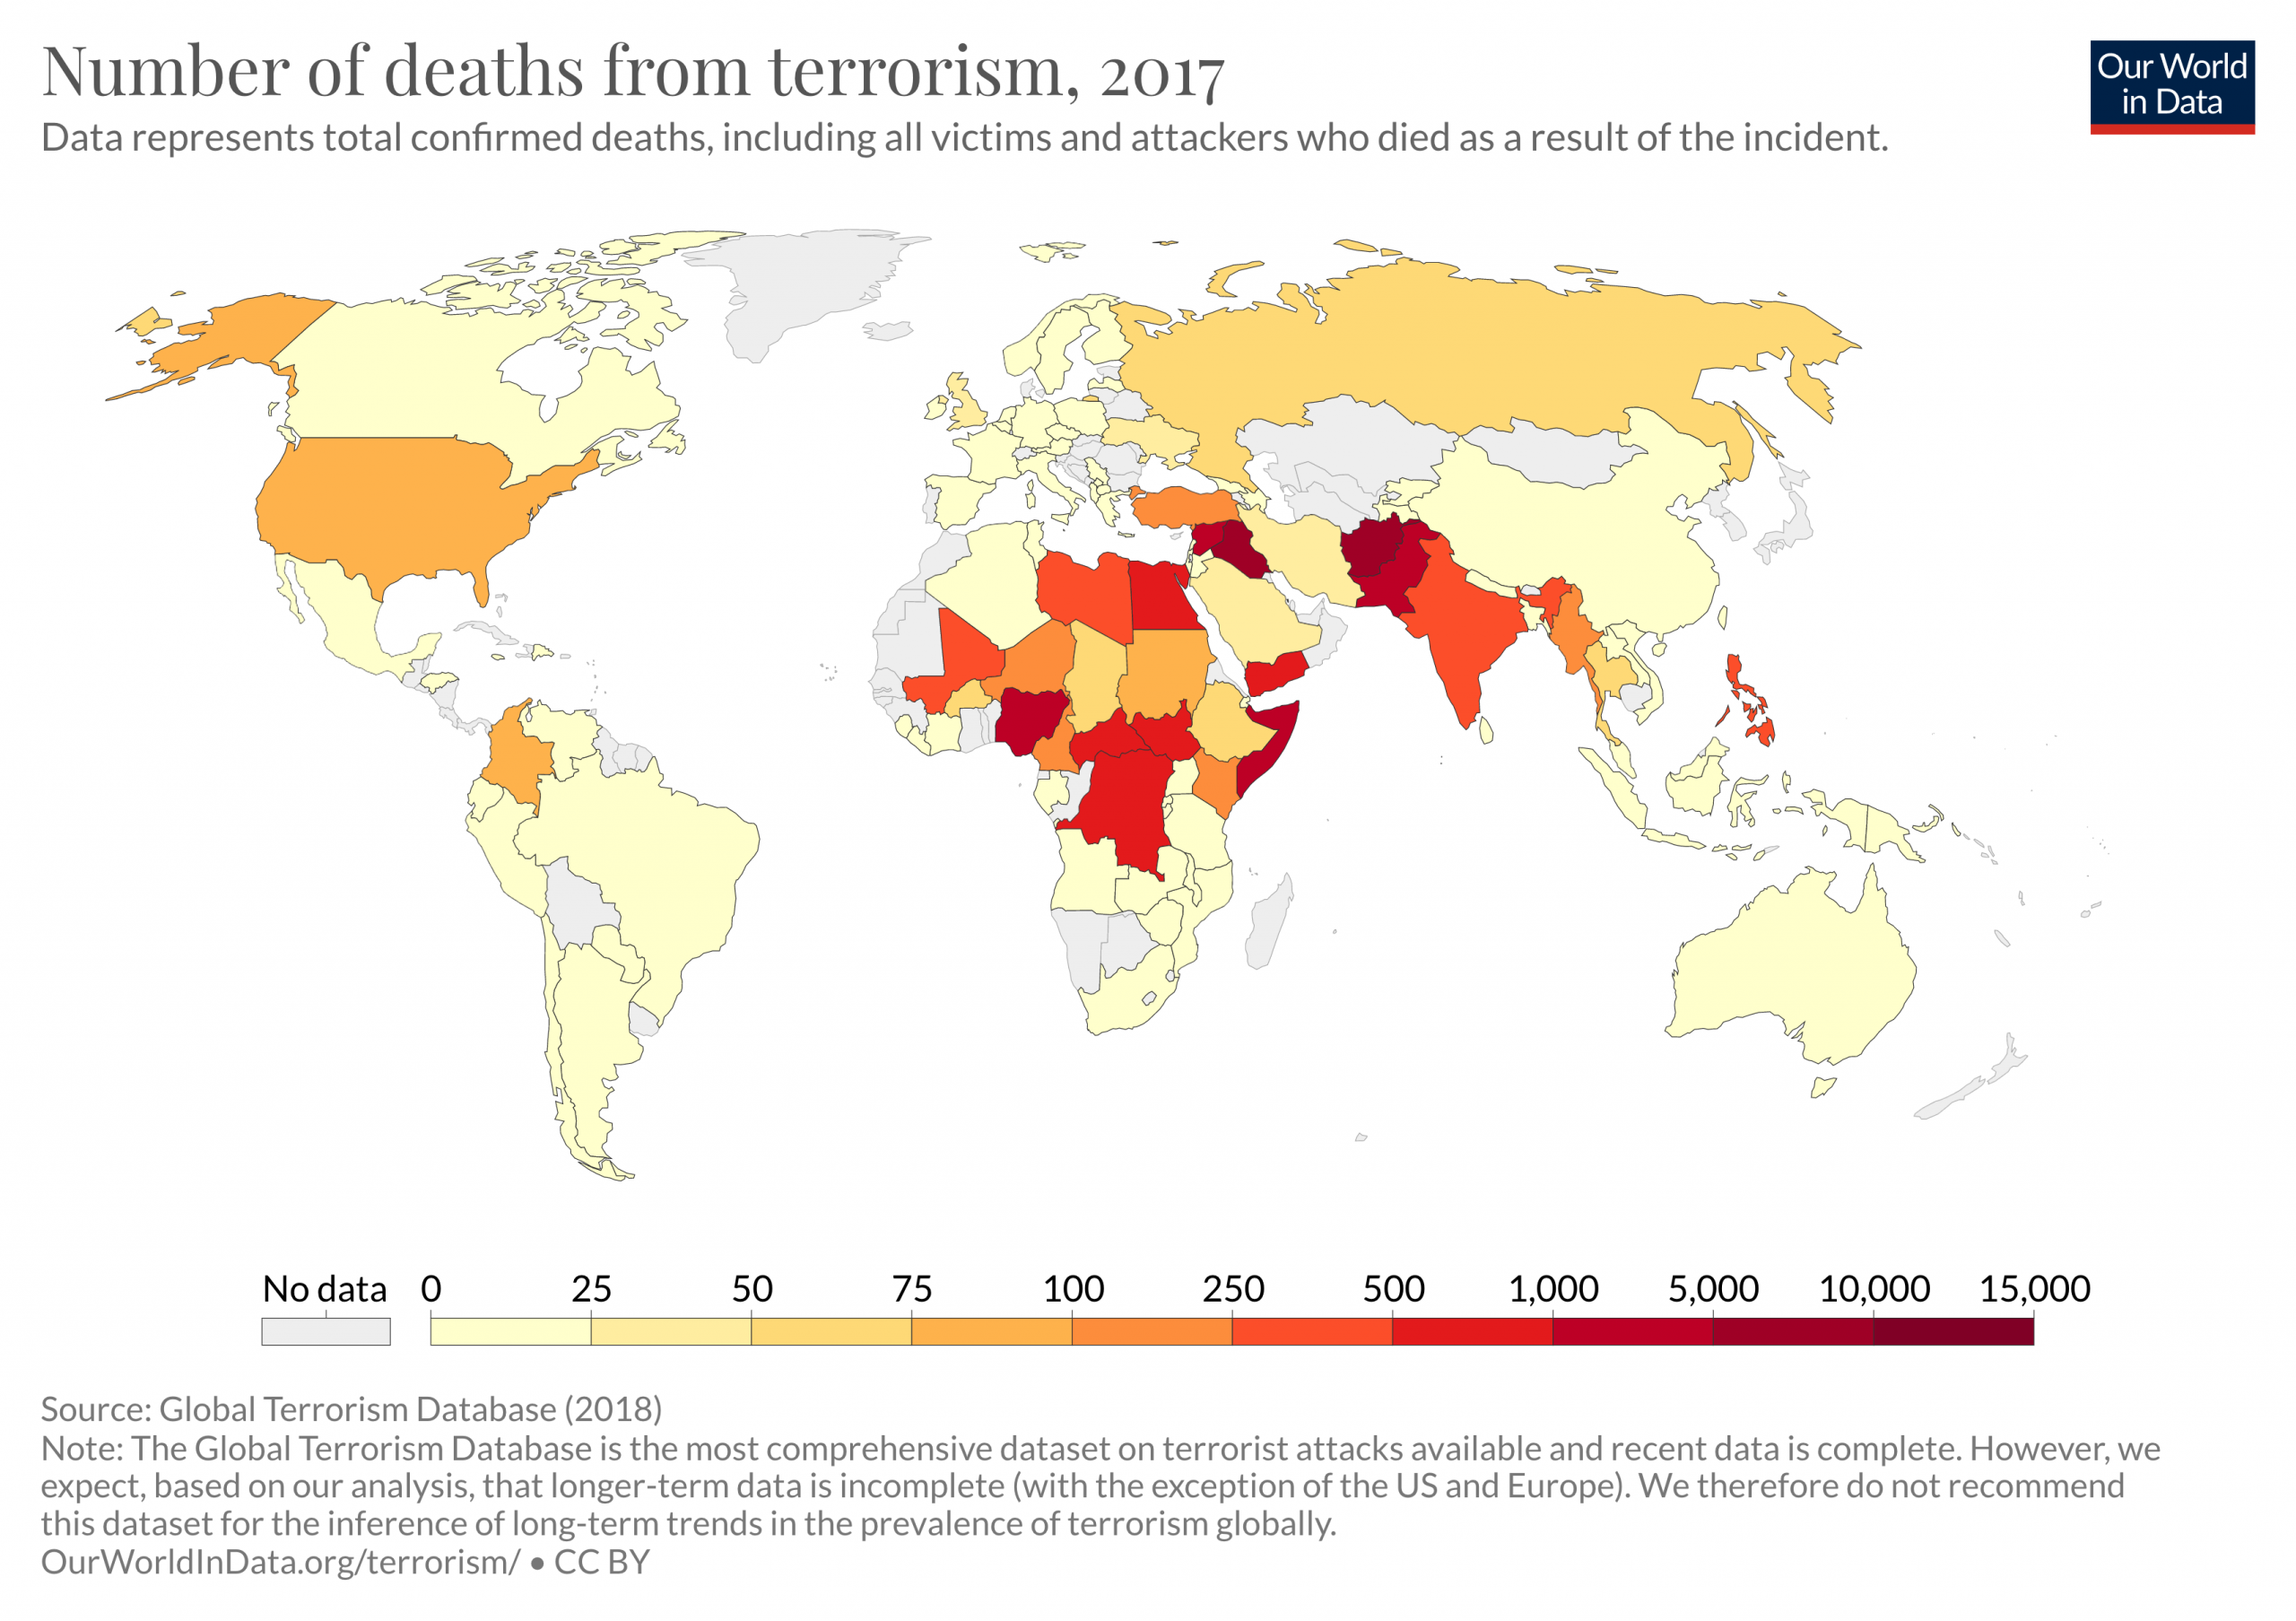 Number of deaths from terrorism, 2017
Our World
in Data
Data represents total confirmed deaths, including all victims and attackers who died as a result of the incident.
No data 0 25 50 75 100 250 500 1,000 5,000 10,000 15,000
Source: Global Terrorism Database (2018)
Note: The Global Terrorism Database is the most comprehensive dataset on terrorist attacks available and recent data is complete. However, we
expect, based on our analysis, that longer-term data is incomplete (with the exception of the US and Europe). We therefore do not recommend
this dataset for the inference of long-term trends in the prevalence of terrorism globally.
OurWorldInData.org/terrorism/ • CC BY